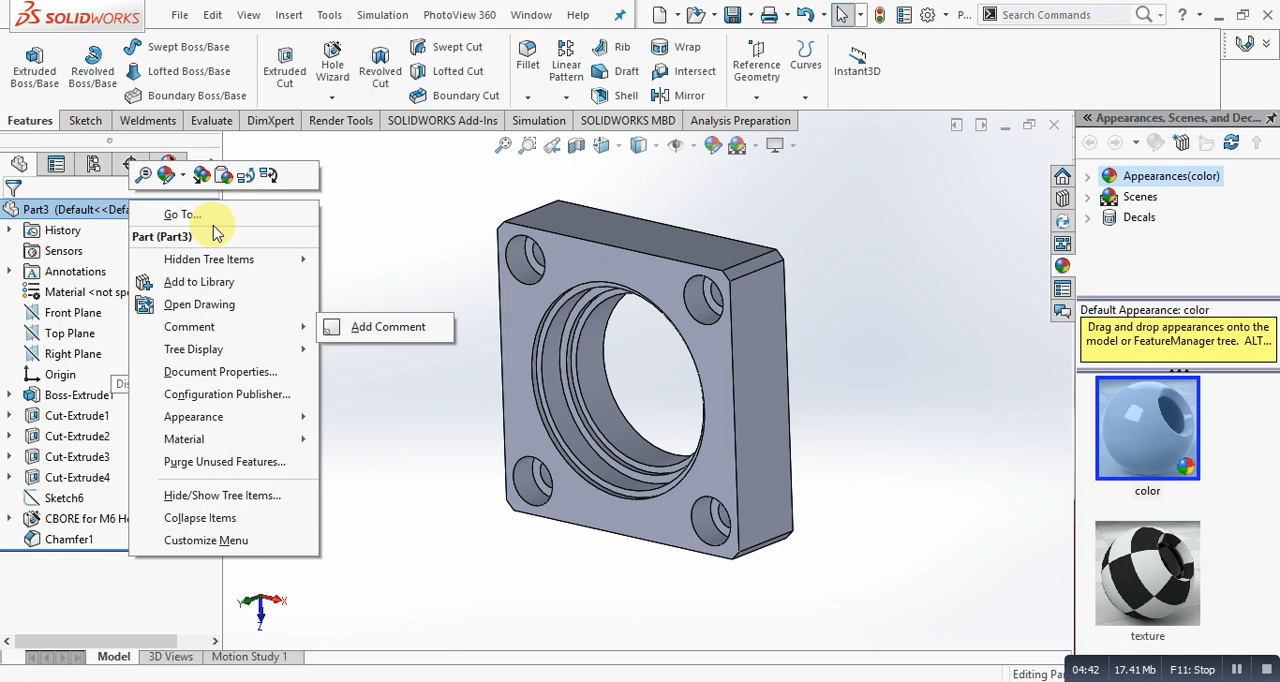 SOLIDWORKS File Edit View Insert Tools Simulation PhotoView 360 Window Help P... Search Commands ?
Extruded Boss/Base
Revolved Boss/Base
Swept Boss/Base
Lofted Boss/Base
Boundary Boss/Base
Extruded Cut
Hole Wizard
Revolved Cut
Swept Cut
Lofted Cut
Boundary Cut
Fillet
Linear Pattern
Rib
Draft
Shell
Wrap
Intersect
Mirror
Reference Geometry
Curves
Instant3D
Features Sketch Weldments Evaluate DimXpert Render Tools SOLIDWORKS Add-Ins Simulation SOLIDWORKS MBD Analysis Preparation
Part3 (Default<<Defa
History
Sensors
Annotations
Material <not spe
Front Plane
Top Plane
Right Plane
Origin
Boss-Extrude1
Cut-Extrude1
Cut-Extrude2
Cut-Extrude3
Cut-Extrude4
Sketch6
CBORE for M6 He
Chamfer1
Go To...
Part (Part3)
Hidden Tree Items
Add to Library
Open Drawing
Comment
Tree Display
Document Properties...
Configuration Publisher...
Appearance
Material
Purge Unused Features...
Hide/Show Tree Items...
Collapse Items
Customize Menu
Add Comment
Y X
Z
Appearances, Scenes, and Dec...
Appearances(color)
Scenes
Decals
Default Appearance: color
Drag and drop appearances onto the
model or FeatureManager tree. ALT...
color
texture
Model 3D Views Motion Study 1
Editing Pa
04:42 17.41 Mb F11: Stop